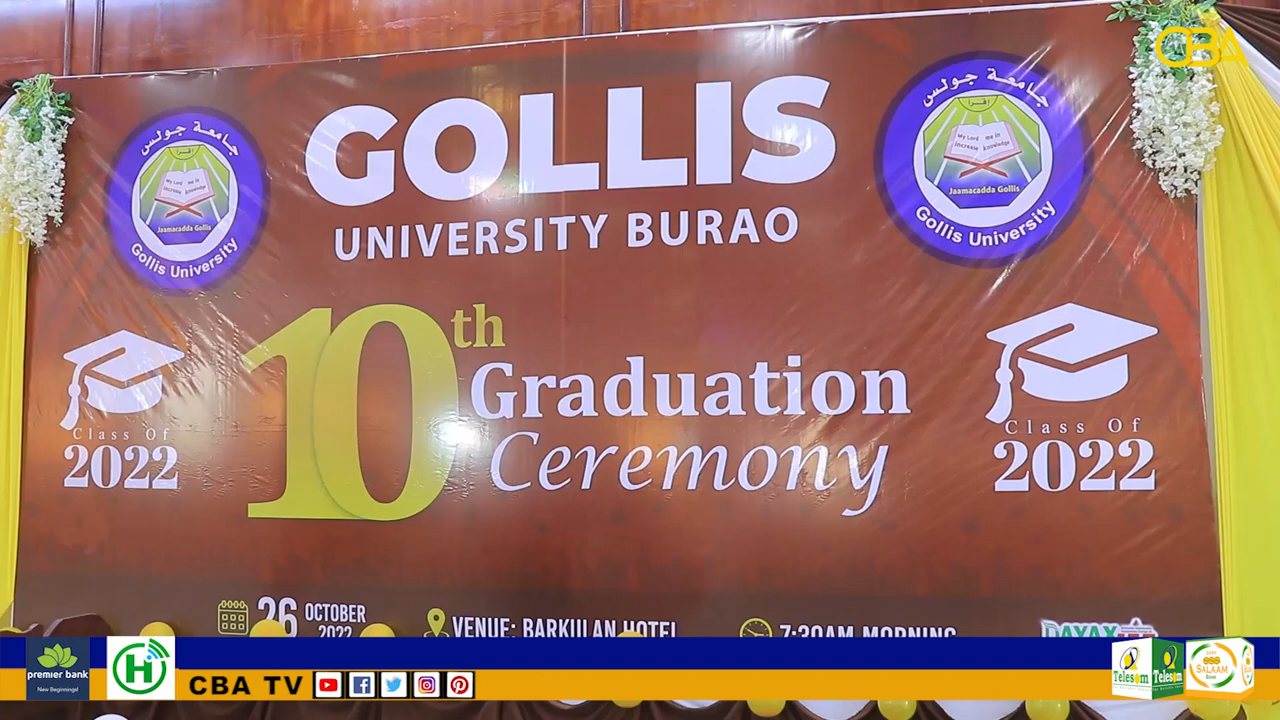 CBA
GOLLIS
UNIVERSITY BURAO
جامعة جولس
اقرأ
My Lord me in
Increase Knowledge
Jaamacadda Gollis
Gollis University
جامعة جولس
اقرأ
My Lord me in
Increase Knowledge
Jaamacadda Gollis
Gollis University
10th
Graduation
Ceremony
Class Of
2022
Class Of
2022
26 OCTOBER
2022
VENUE: BARKULAN HOTEL
7:30AM MORNING
premier bank
New Beginnings!
H
CBA TV
Telesom
Telesom
SALAAM